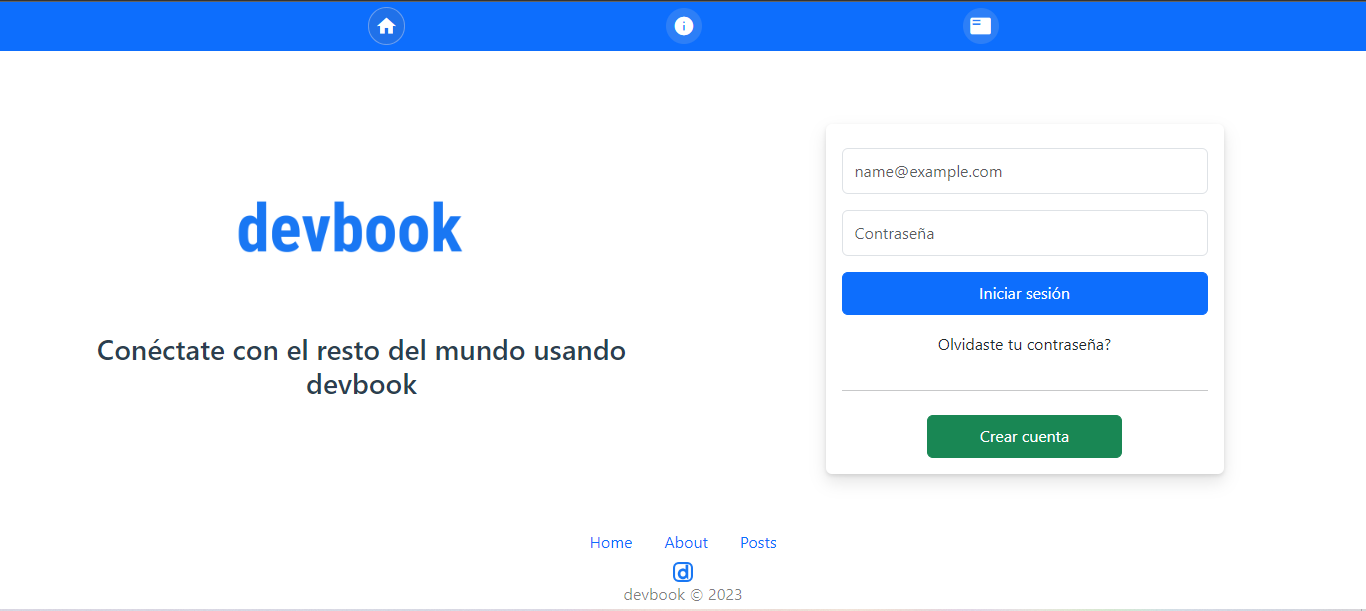 devbook
Conéctate con el resto del mundo usando
devbook
name@example.com
Contraseña
Iniciar sesión
Olvidaste tu contraseña?
Crear cuenta
Home About Posts
d
devbook © 2023